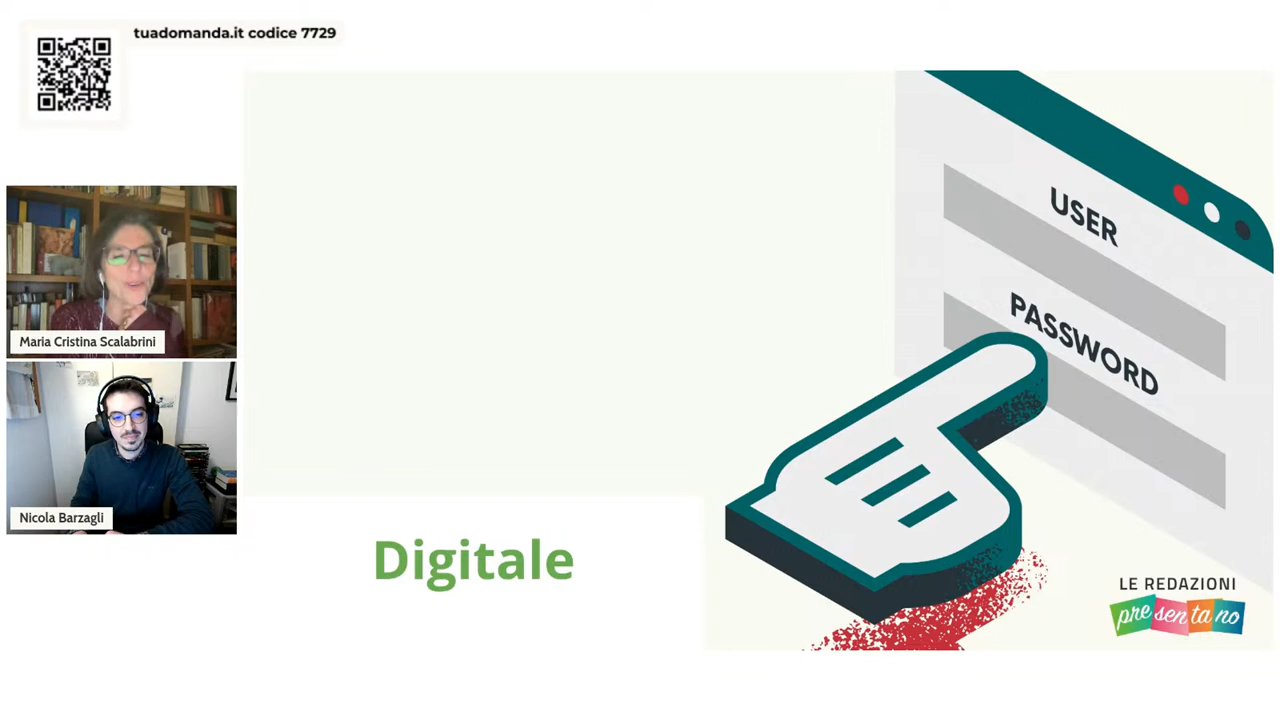 tuadomanda.it codice 7729
Maria Cristina Scalabrini
Nicola Barzagli
USER
PASSWORD
Digitale
LE REDAZIONI
presentano